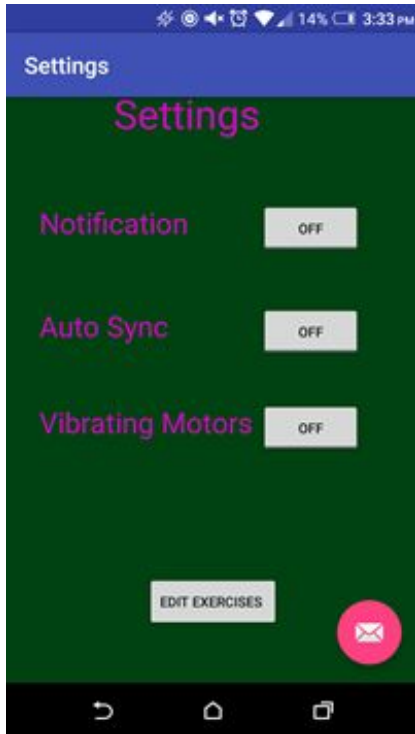 14% 3:33 PM
Settings
Settings
Notification OFF
Auto Sync OFF
Vibrating Motors OFF
EDIT EXERCISES